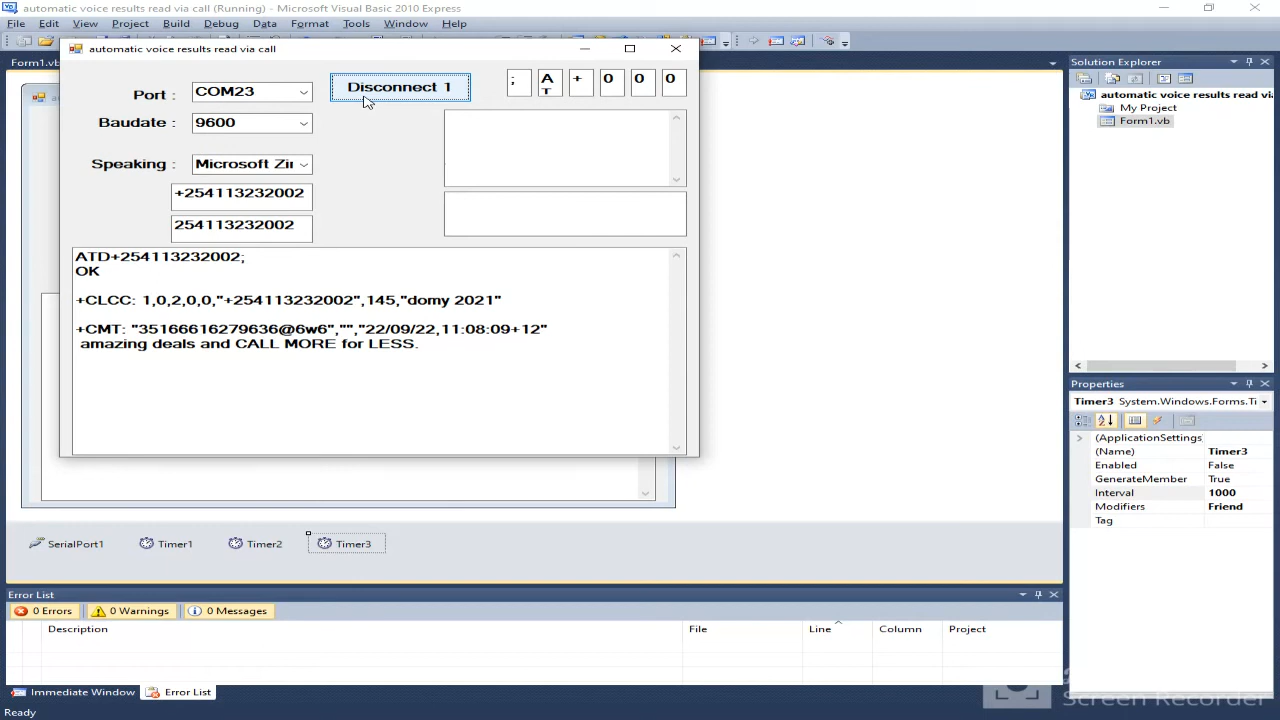 automatic voice results read via call (Running) - Microsoft Visual Basic 2010 Express
File Edit View Project Build Debug Data Format Tools Window Help
Form1.vb
automatic voice results read via call
Port :
COM23
Disconnect 1
;
A
T
+
0
0
0
Baudate :
9600
Speaking :
Microsoft Zir
+254113232002
254113232002
ATD+254113232002;
OK
+CLCC: 1,0,2,0,0,"+254113232002",145,"domy 2021"
+CMT: "35166616279636@6w6","","22/09/22,11:08:09+12"
amazing deals and CALL MORE for LESS.
SerialPort1
Timer1
Timer2
Timer3
Error List
0 Errors
0 Warnings
0 Messages
Description
File
Line
Column
Project
Immediate Window
Error List
Ready
Solution Explorer
automatic voice results read via
My Project
Form1.vb
Properties
Timer3 System.Windows.Forms.Ti
(ApplicationSettings
(Name) Timer3
Enabled False
GenerateMember True
Interval 1000
Modifiers Friend
Tag
Screen Recorder